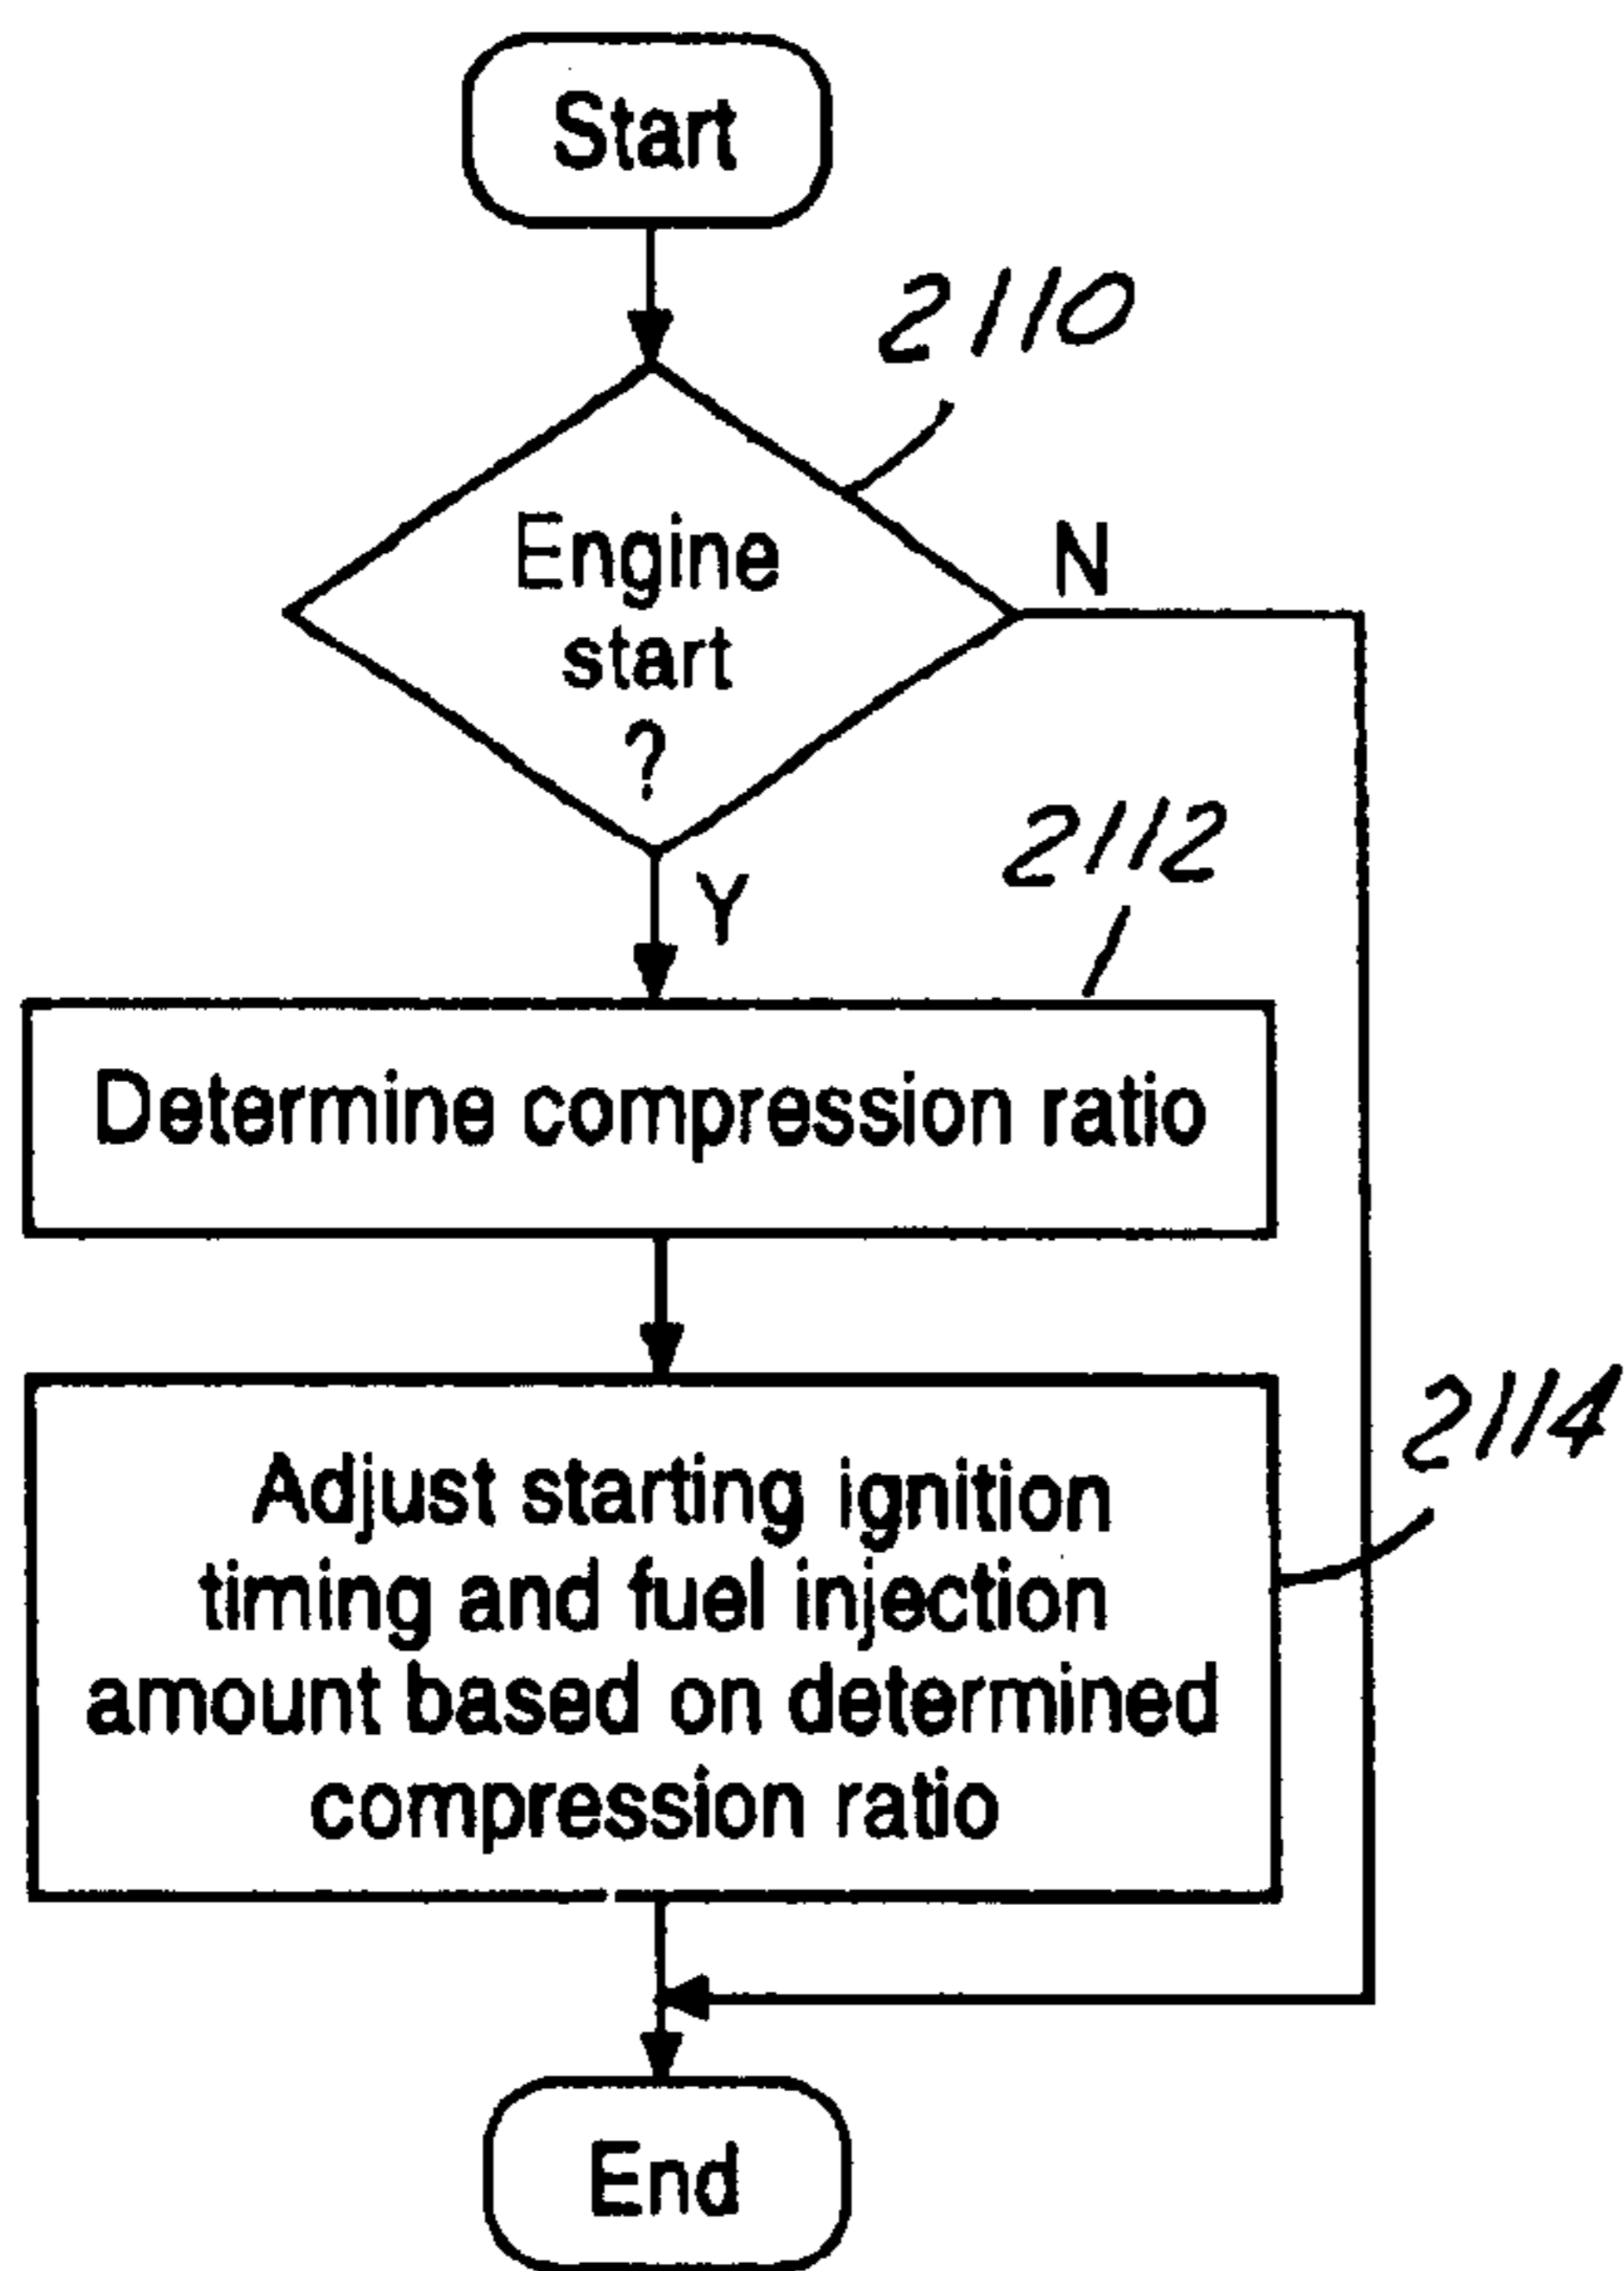 Start
2110
Engine
start
?
N
Y
2112
Determine compression ratio
2114
Adjust starting ignition
timing and fuel injection
amount based on determined
compression ratio
End